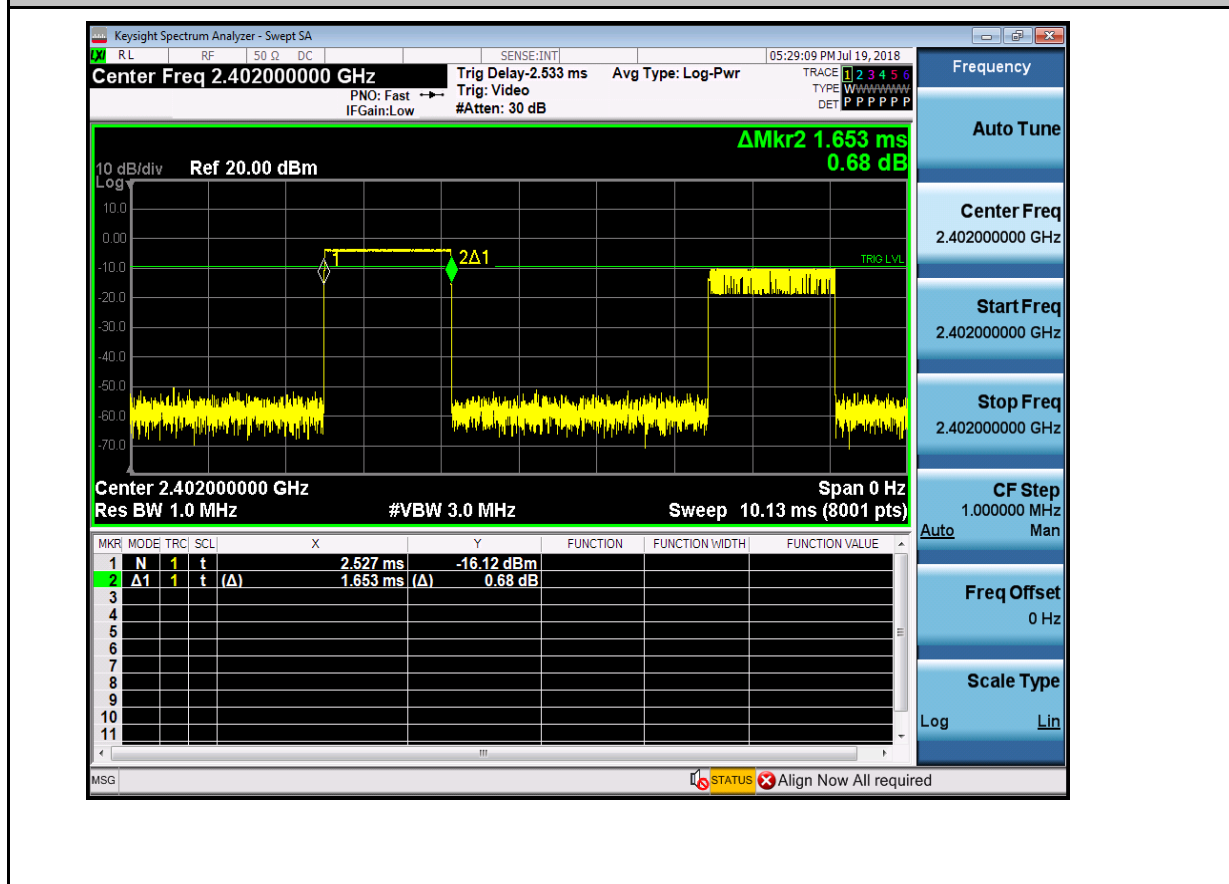 Keysight Spectrum Analyzer - Swept SA
LXI RL RF 50 Ω DC SENSE:INT 05:29:09 PM Jul 19, 2018
Center Freq 2.402000000 GHz
PNO: Fast
IFGain:Low
Trig Delay-2.533 ms
Trig: Video
#Atten: 30 dB
Avg Type: Log-Pwr
TRACE 1 2 3 4 5 6
TYPE WWWWWW
DET P P P P P P
ΔMkr2 1.653 ms
0.68 dB
10 dB/div Ref 20.00 dBm
Log
10.0
0.00
-10.0
-20.0
-30.0
-40.0
-50.0
-60.0
-70.0
1
2Δ1
TRIG LVL
Center 2.402000000 GHz Span 0 Hz
Res BW 1.0 MHz #VBW 3.0 MHz Sweep 10.13 ms (8001 pts)
MKR MODE TRC SCL X Y FUNCTION FUNCTION WIDTH FUNCTION VALUE
1 N 1 t 2.527 ms -16.12 dBm
2 Δ1 1 t (Δ) 1.653 ms (Δ) 0.68 dB
3
4
5
6
7
8
9
10
11
MSG STATUS Align Now All required
Frequency
Auto Tune
Center Freq
2.402000000 GHz
Start Freq
2.402000000 GHz
Stop Freq
2.402000000 GHz
CF Step
1.000000 MHz
Auto Man
Freq Offset
0 Hz
Scale Type
Log Lin